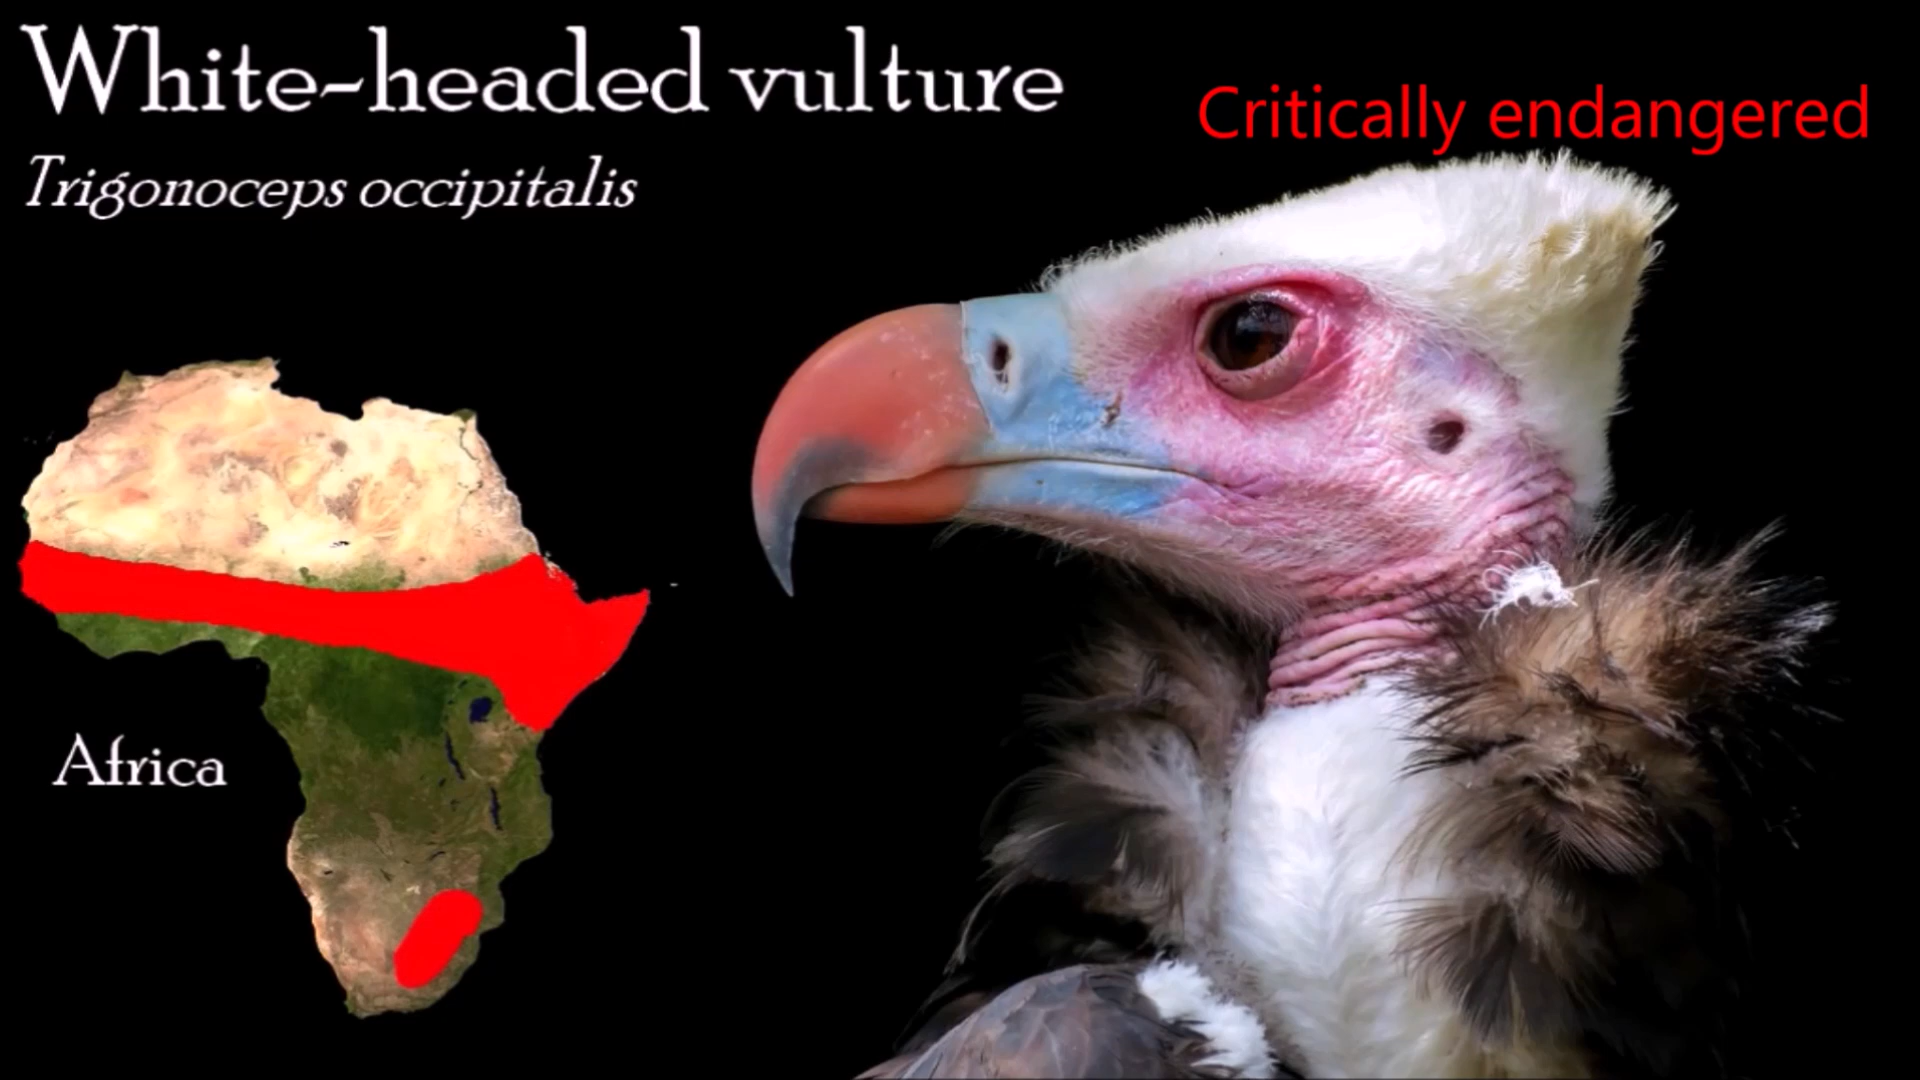 White-headed vulture
Critically endangered
Trigonoceps occipitalis
Africa